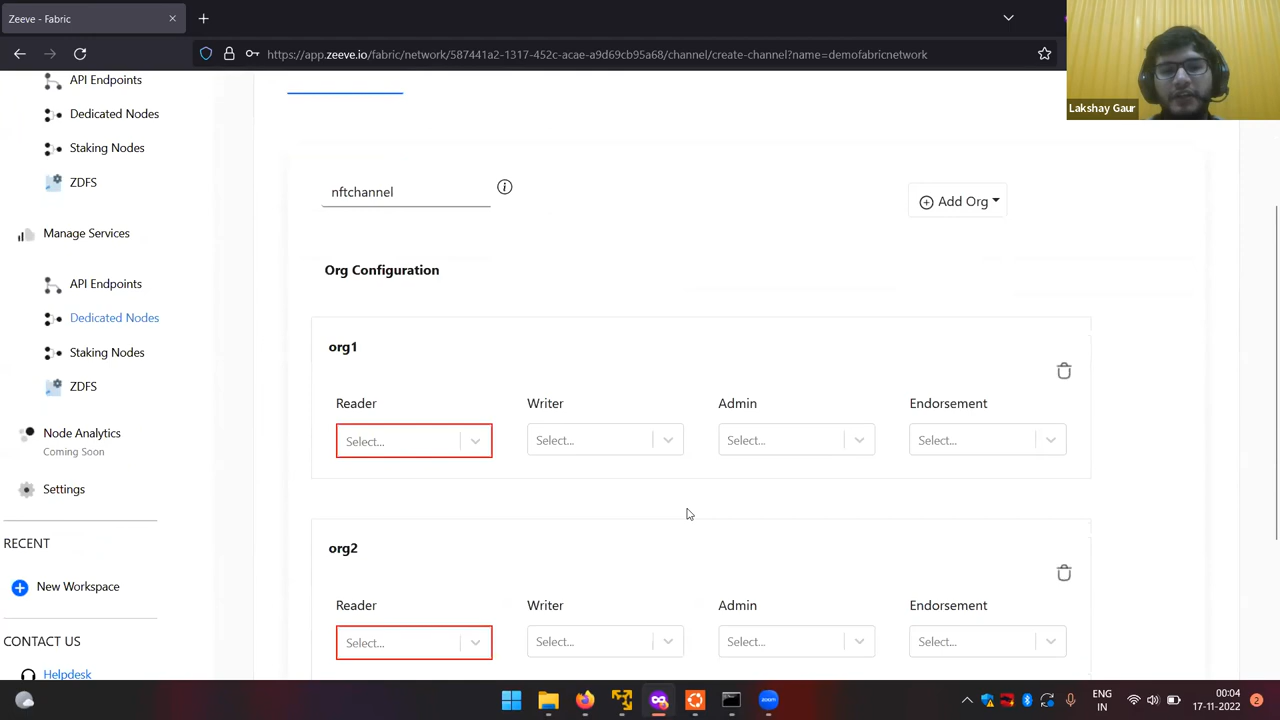 Zeeve - Fabric
https://app.zeeve.io/fabric/network/587441a2-1317-452c-acae-a9d69cb95a68/channel/create-channel?name=demofabricnetwork
Lakshay Gaur
API Endpoints
Dedicated Nodes
Staking Nodes
ZDFS
Manage Services
API Endpoints
Dedicated Nodes
Staking Nodes
ZDFS
Node Analytics
Coming Soon
Settings
RECENT
New Workspace
CONTACT US
Helpdesk
nftchannel
Add Org
Org Configuration
org1
Reader Writer Admin Endorsement
Select... Select... Select... Select...
org2
Reader Writer Admin Endorsement
Select... Select... Select... Select...
ENG
IN
00:04
17-11-2022
2